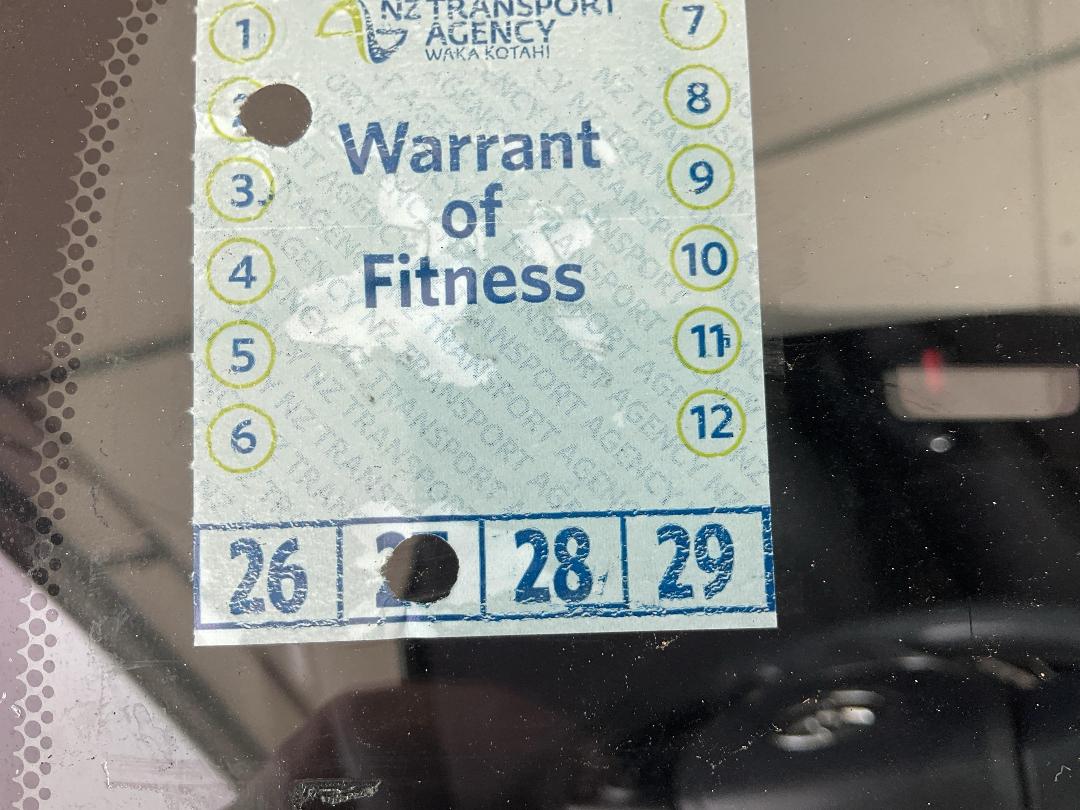 1
NZ TRANSPORT
AGENCY
WAKA KOTAHI
7
2
8
3
9
4
10
5
11
6
12
Warrant
of
Fitness
26
28
29